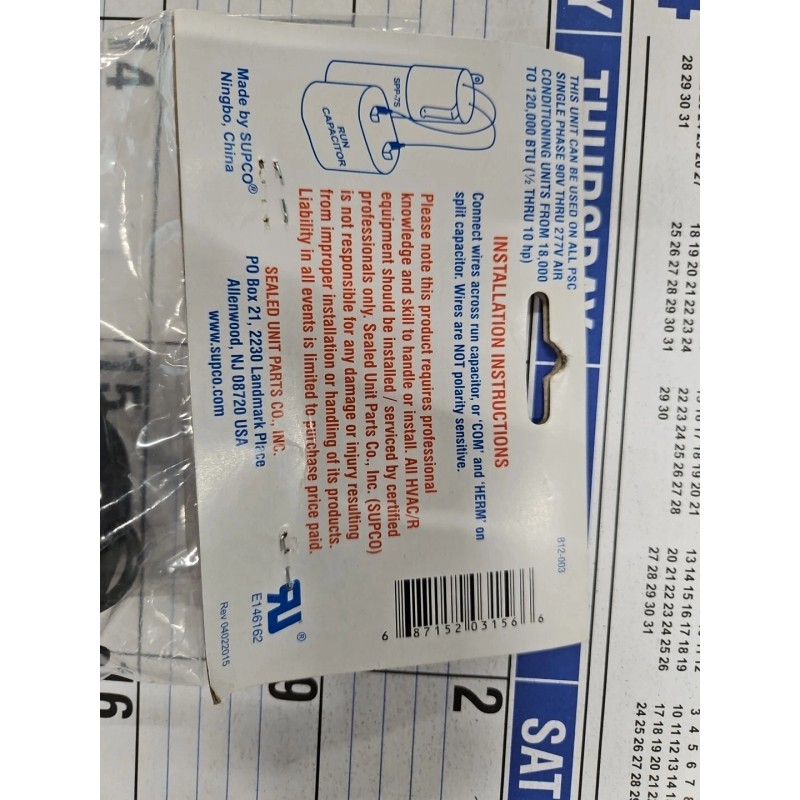 THIS UNIT CAN BE USED ON ALL PSC
SINGLE PHASE 90V THRU 277V AIR
CONDITIONING UNITS FROM 18,000
TO 120,000 BTU (½ THRU 10 hp)
SPP-7S
RUN
CAPACITOR
Made by SUPCO®
Ningbo, China
INSTALLATION INSTRUCTIONS
Connect wires across run capacitor, or 'COM' and 'HERM' on
split capacitor. Wires are NOT polarity sensitive.
Please note this product requires professional
knowledge and skill to handle or install. All HVAC/R
equipment should be installed / serviced by certified
professionals only. Sealed Unit Parts Co., Inc. (SUPCO)
is not responsible for any damage or injury resulting
from improper installation or handling of its products.
Liability in all events is limited to purchase price paid.
SEALED UNIT PARTS CO., INC.
PO Box 21, 2230 Landmark Place
Allenwood, NJ 08720 USA
www.supco.com
812-003
6 87152 03156 6
RU®
E146162
Rev 04022015
THURSDAY
SAT
2
9
16
14
15
28 29 30 31
18 19 20 21 22 23 24
25 26 27 28 29 30 31
22 23 24 25 26 27 28
29 30
13 14 15 16 17 18 19
20 21 22 23 24 25 26
27 28 29 30 31
3 4 5 6
10 11 12 13
17 18 19 20
24 25 26 27 28